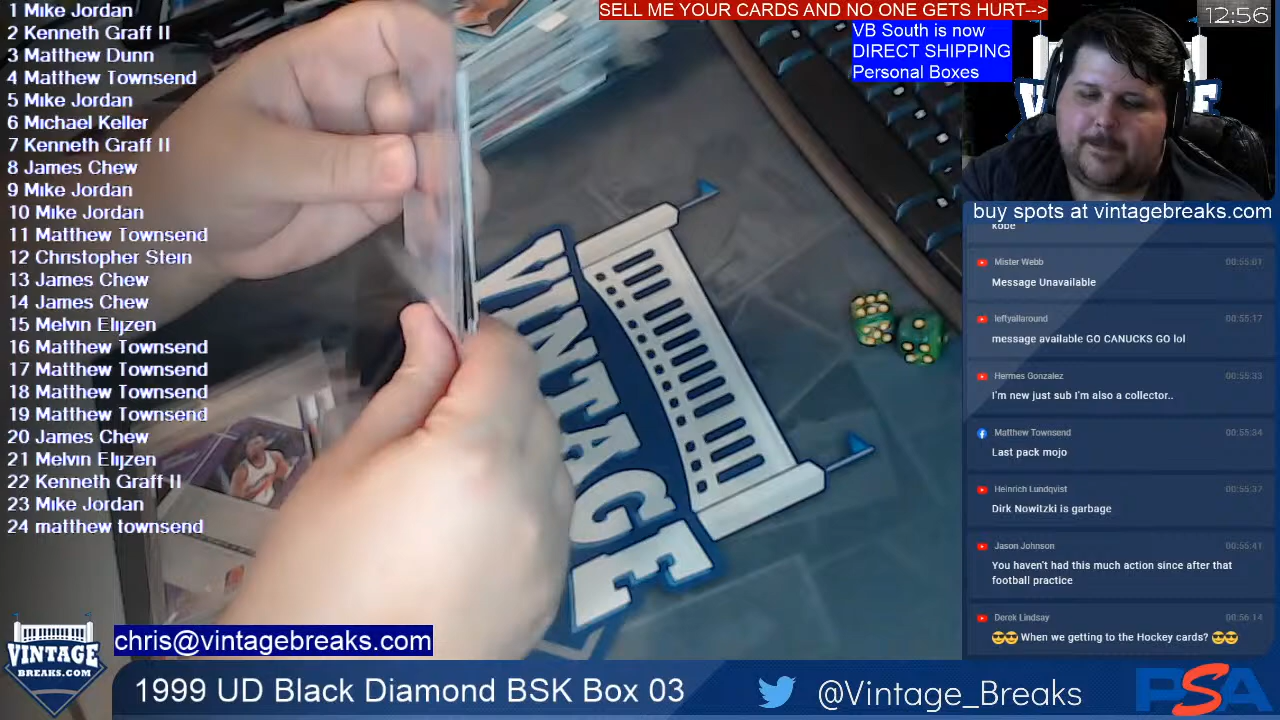 1 Mike Jordan
2 Kenneth Graff II
3 Matthew Dunn
4 Matthew Townsend
5 Mike Jordan
6 Michael Keller
7 Kenneth Graff II
8 James Chew
9 Mike Jordan
10 Mike Jordan
11 Matthew Townsend
12 Christopher Stein
13 James Chew
14 James Chew
15 Melvin Elıjzen
16 Matthew Townsend
17 Matthew Townsend
18 Matthew Townsend
19 Matthew Townsend
20 James Chew
21 Melvin Elıjzen
22 Kenneth Graff II
23 Mike Jordan
24 matthew townsend
SELL ME YOUR CARDS AND NO ONE GETS HURT-->
12:56
VB South is now
DIRECT SHIPPING
Personal Boxes
buy spots at vintagebreaks.com
kobe
Mister Webb 00:55:01
Message Unavailable
leftyallaround 00:55:17
message available GO CANUCKS GO lol
Hermes Gonzalez 00:55:33
I'm new just sub I'm also a collector..
Matthew Townsend 00:55:34
Last pack mojo
Heinrich Lundqvist 00:55:37
Dirk Nowitzki is garbage
Jason Johnson 00:55:41
You haven't had this much action since after that
football practice
Derek Lindsay 00:56:14
😎😎 When we getting to the Hockey cards? 😎😎
VINTAGE
VINTAGE
BREAKS.COM
chris@vintagebreaks.com
1999 UD Black Diamond BSK Box 03
@Vintage_Breaks
PSA